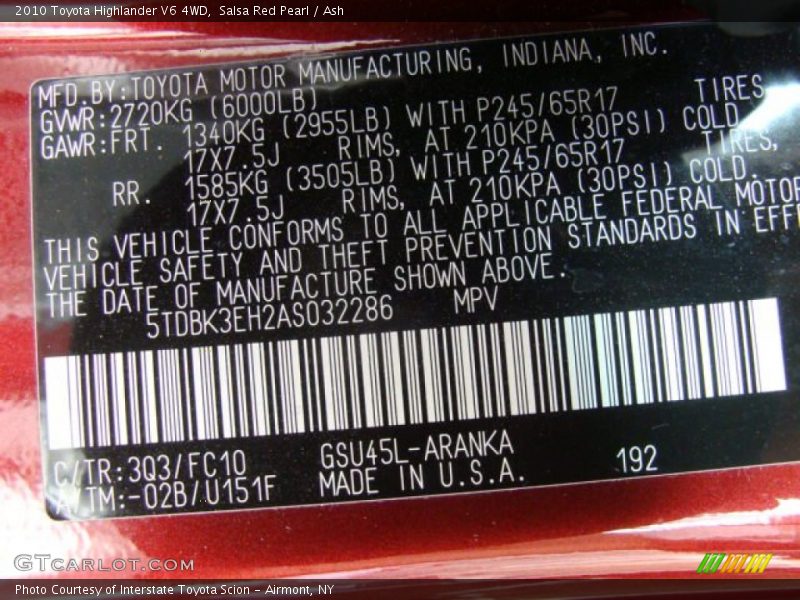 2010 Toyota Highlander V6 4WD,  Salsa Red Pearl / Ash
MFD.BY:TOYOTA MOTOR MANUFACTURING, INDIANA, INC.
GVWR:2720KG (6000LB)
GAWR:FRT. 1340KG (2955LB) WITH P245/65R17 TIRES
17X7.5J RIMS, AT 210KPA (30PSI) COLD
RR. 1585KG (3505LB) WITH P245/65R17 TIRES,
17X7.5J RIMS, AT 210KPA (30PSI) COLD.
THIS VEHICLE CONFORMS TO ALL APPLICABLE FEDERAL MOTOR
VEHICLE SAFETY AND THEFT PREVENTION STANDARDS IN EFF
THE DATE OF MANUFACTURE SHOWN ABOVE.
5TDBK3EH2AS032286 MPV
C/TR:3Q3/FC10 GSU45L-ARANKA 192
A/TM:-02B/U151F MADE IN U.S.A.
GTCARLOT.COM
Photo Courtesy of Interstate Toyota Scion - Airmont, NY